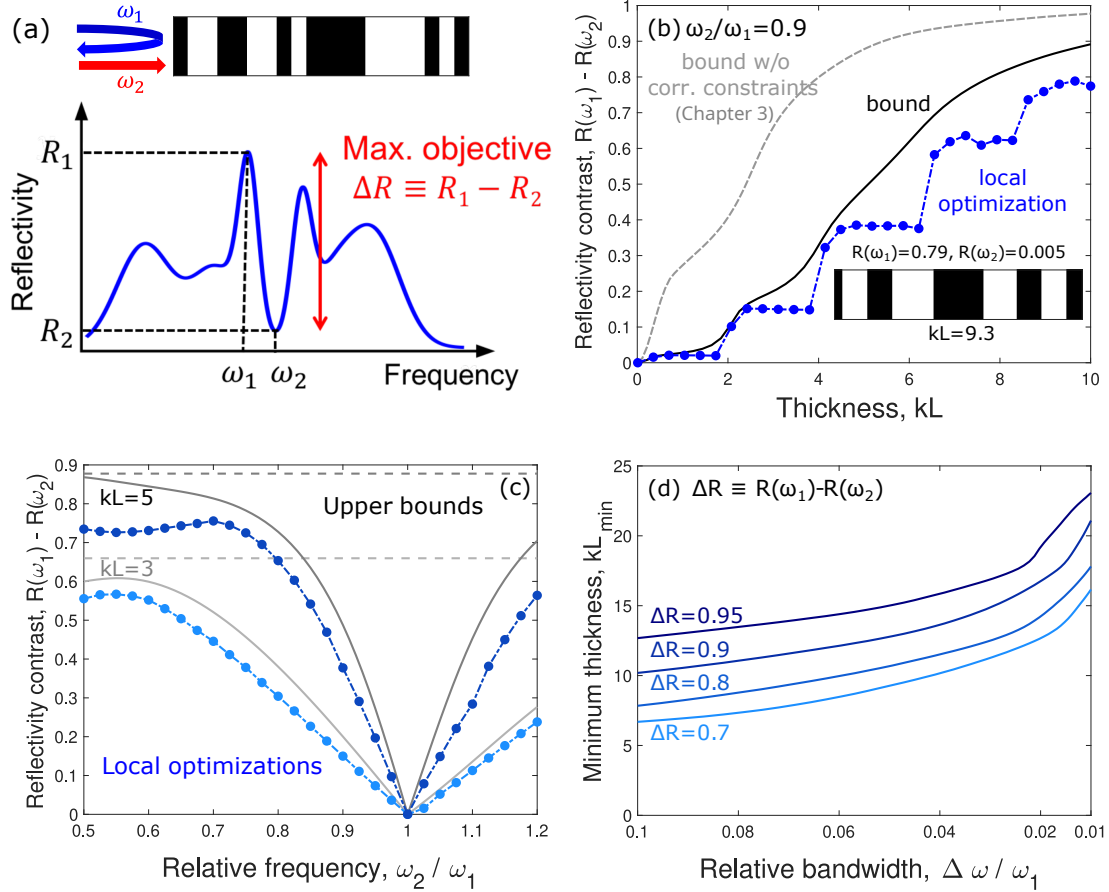 (a)
ω₁
ω₂
R₁
R₂
Reflectivity
Max. objective
ΔR ≡ R₁ − R₂
ω₁
ω₂
Frequency
(b) ω₂/ω₁=0.9
bound w/o
corr. constraints
(Chapter 3)
bound
local
optimization
R(ω₁)=0.79, R(ω₂)=0.005
kL=9.3
Reflectivity contrast, R(ω₁) - R(ω₂)
1
0.9
0.8
0.7
0.6
0.5
0.4
0.3
0.2
0.1
0
0
2
4
6
8
10
Thickness, kL
(c)
kL=5
Upper bounds
kL=3
Local optimizations
Reflectivity contrast, R(ω₁) - R(ω₂)
0.9
0.8
0.7
0.6
0.5
0.4
0.3
0.2
0.1
0
0.5
0.6
0.7
0.8
0.9
1
1.1
1.2
Relative frequency, ω₂ / ω₁
(d) ΔR ≡ R(ω₁)-R(ω₂)
ΔR=0.95
ΔR=0.9
ΔR=0.8
ΔR=0.7
Minimum thickness, kL_min
25
20
15
10
5
0
0.1
0.08
0.06
0.04
0.02
0.01
Relative bandwidth, Δ ω / ω₁